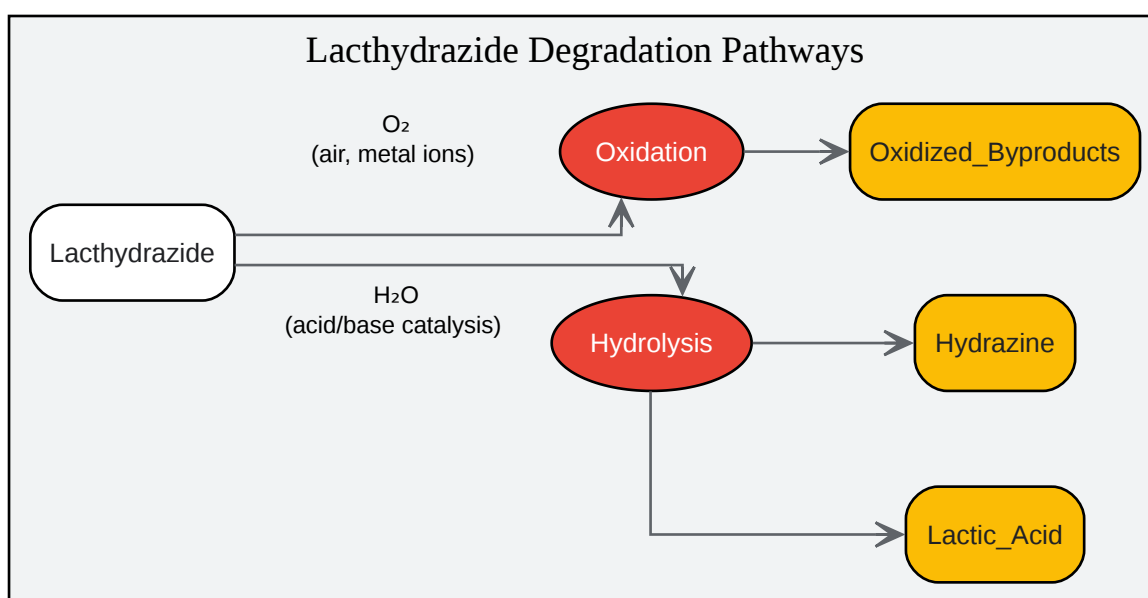 Lacthydrazide Degradation Pathways
O₂
(air, metal ions)
Oxidation
Oxidized_Byproducts
Lacthydrazide
H₂O
(acid/base catalysis)
Hydrolysis
Hydrazine
Lactic_Acid